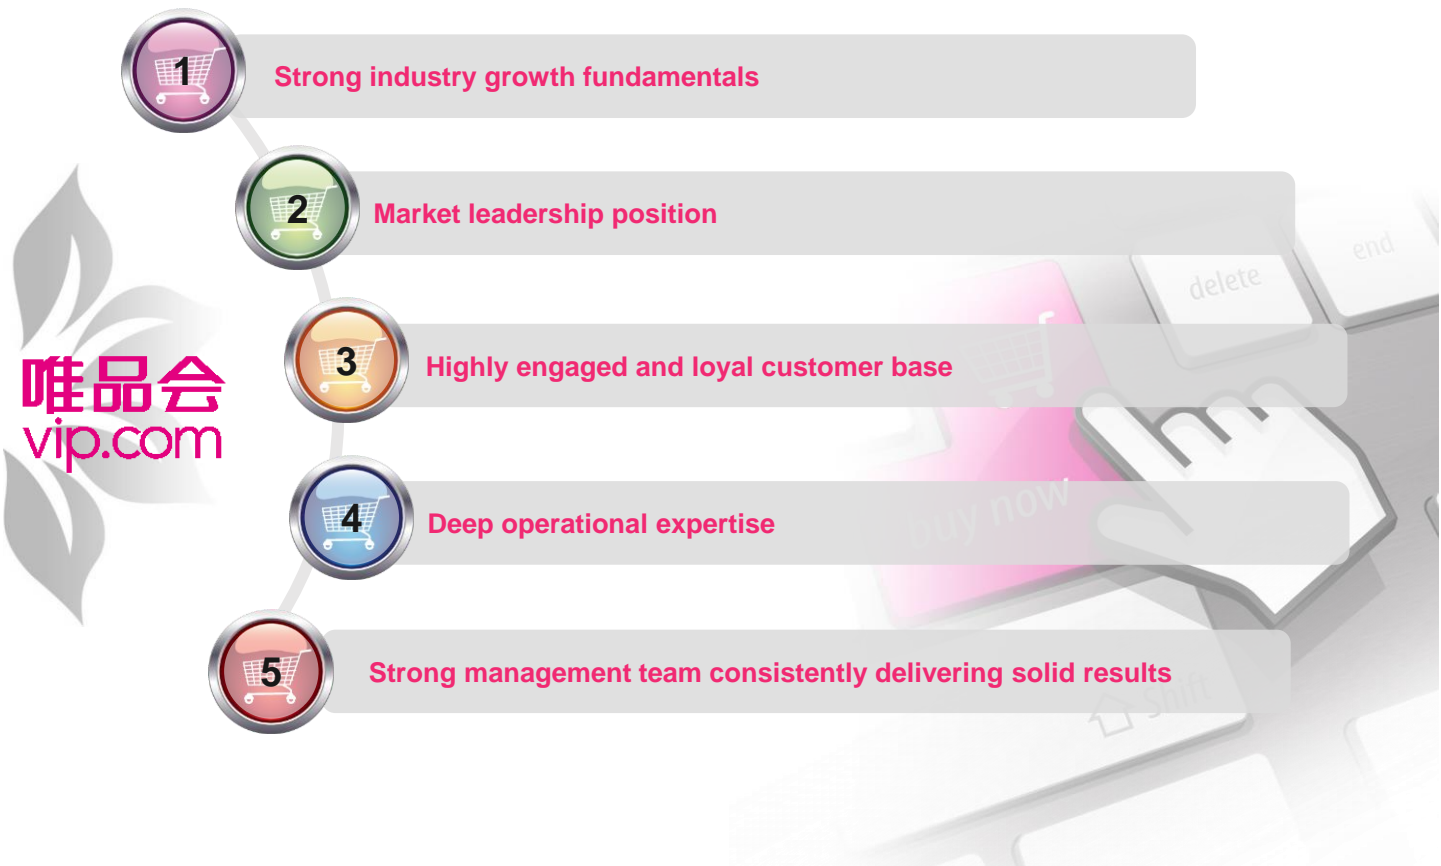 1
Strong industry growth fundamentals
2
Market leadership position
end
delete
3
Highly engaged and loyal customer base
唯品会
vip.com
4
Deep operational expertise
buy now
5
Strong management team consistently delivering solid results
Shift